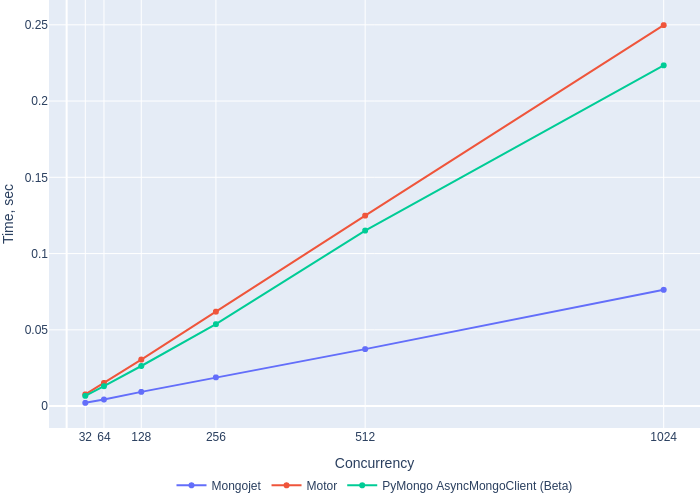 0.25
0.2
0.15
0.1
0.05
0
Time, sec
32 64 128 256 512 1024
Concurrency
Mongojet Motor PyMongo AsyncMongoClient (Beta)